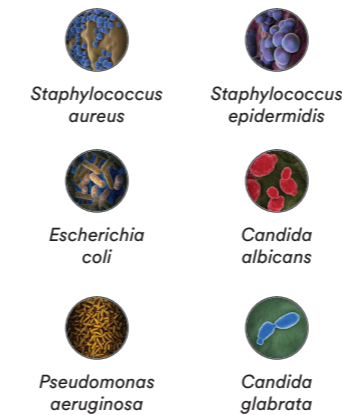 Staphylococcus
aureus
Staphylococcus
epidermidis
Escherichia
coli
Candida
albicans
Pseudomonas
aeruginosa
Candida
glabrata